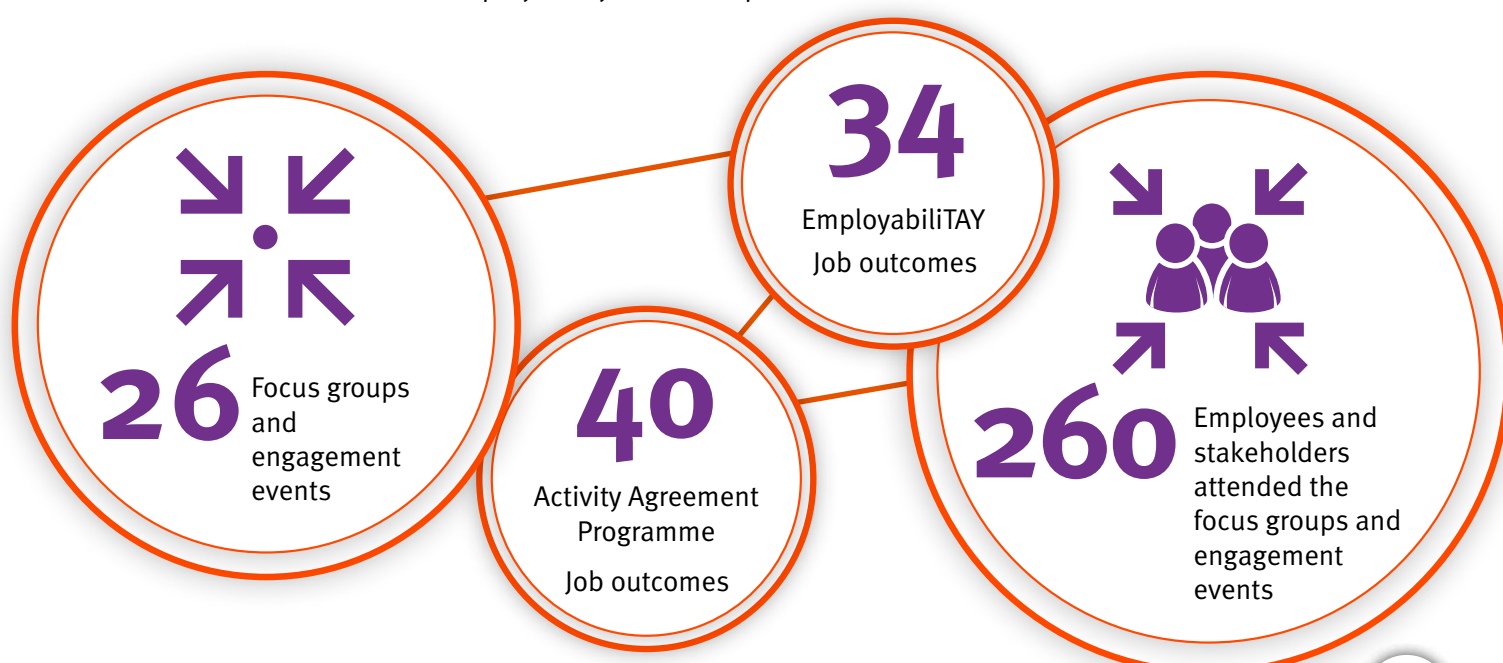 34
EmployabiliTAY
Job outcomes
26
Focus groups
and
engagement
events
40
Activity Agreement
Programme
Job outcomes
260
Employees and
stakeholders
attended the
focus groups and
engagement
events